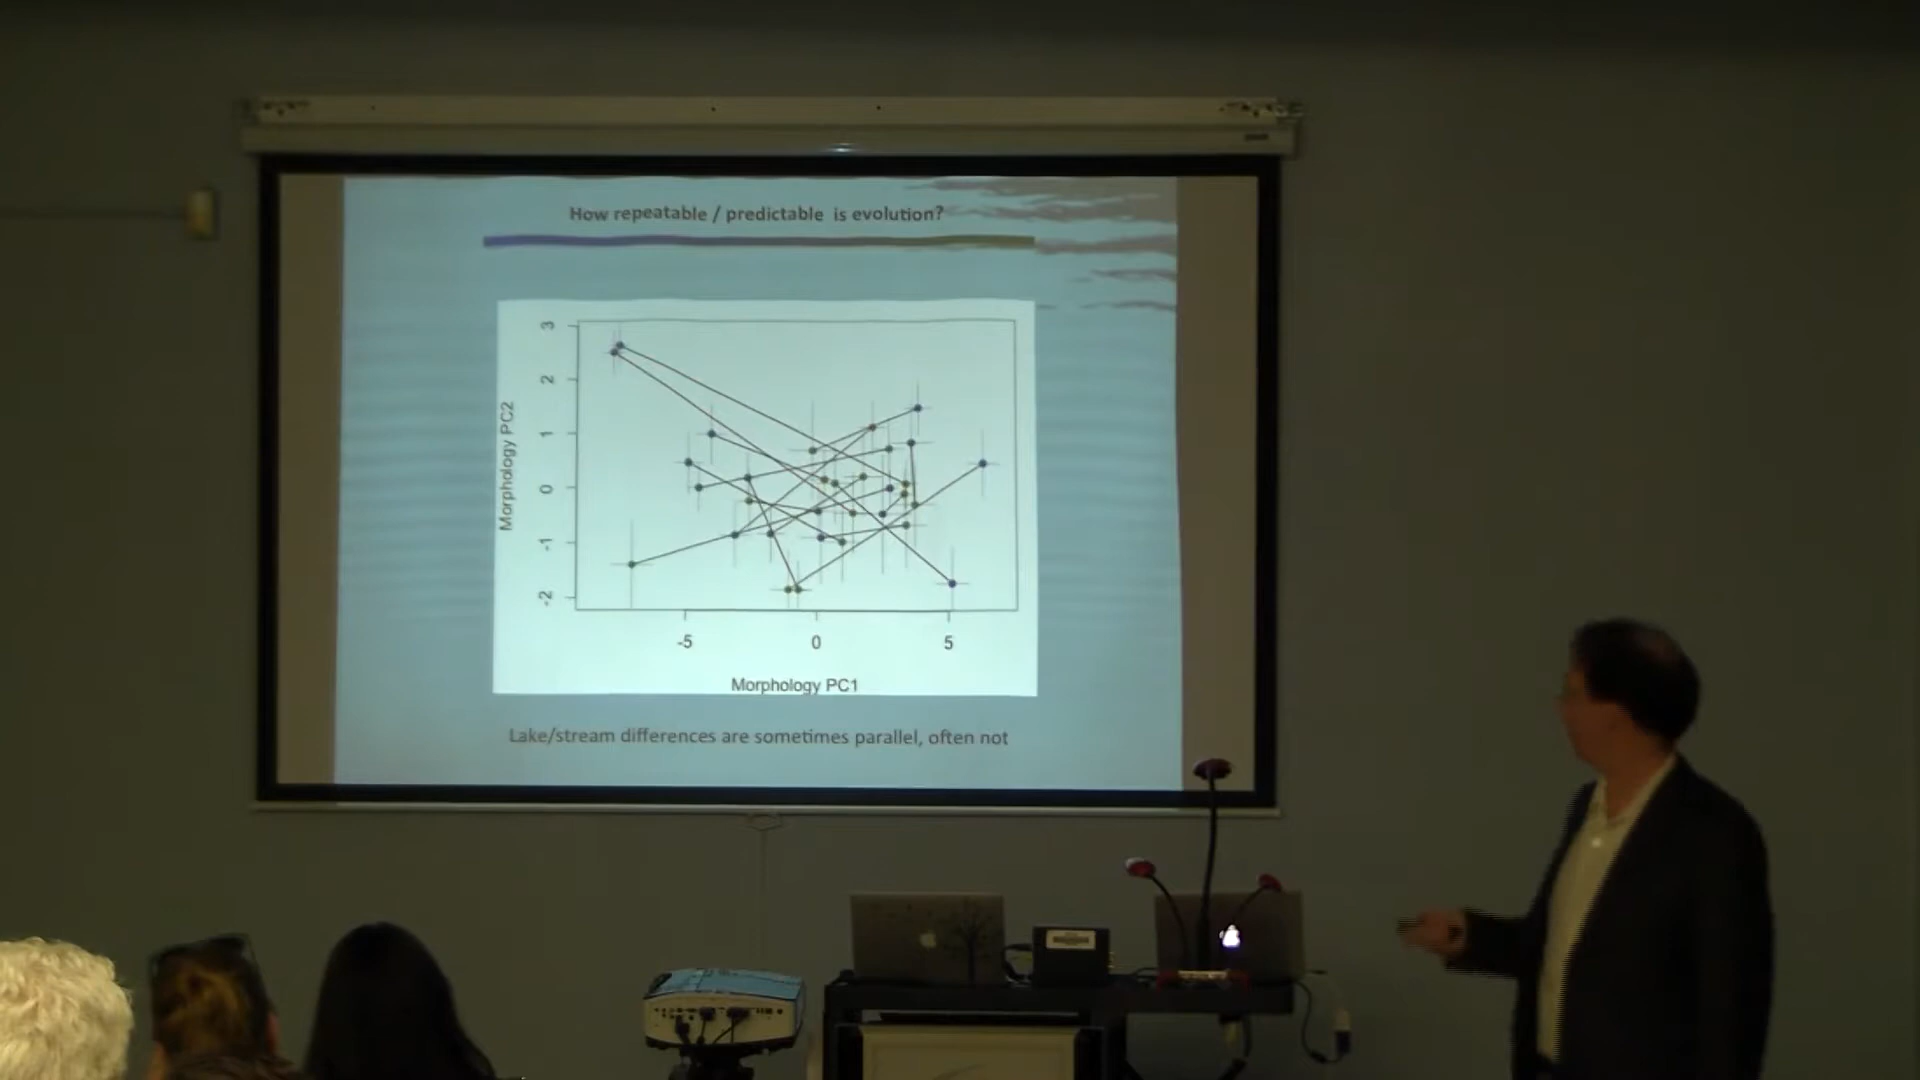 How repeatable / predictable is evolution?
3
2
1
0
-1
-2
Morphology PC2
-5 0 5
Morphology PC1
Lake/stream differences are sometimes parallel, often not